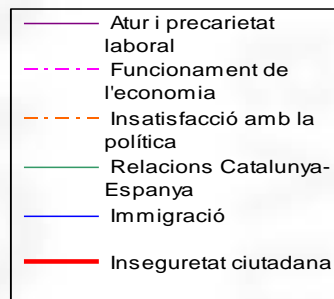 Atur i precarietat
laboral
Funcionament de
l'economia
Insatisfacció amb la
política
Relacions Catalunya-
Espanya
Immigració
Inseguretat ciutadana